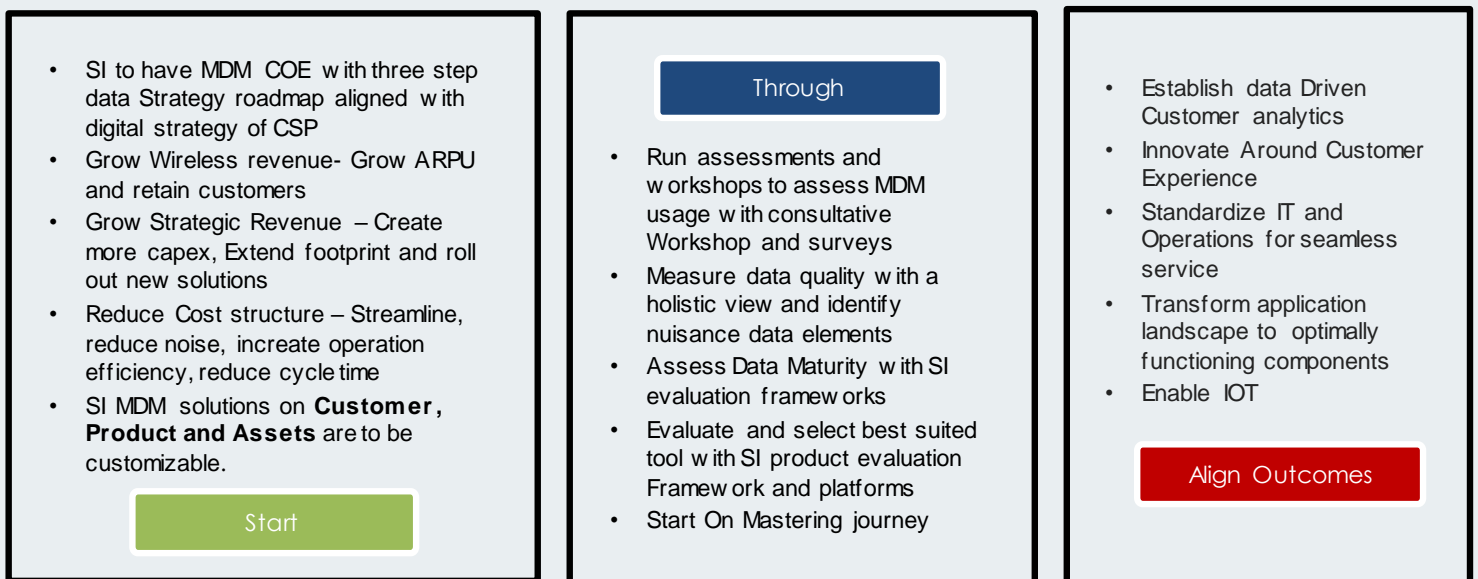 • SI to have MDM COE with three step
data Strategy roadmap aligned with
digital strategy of CSP
• Grow Wireless revenue- Grow ARPU
and retain customers
• Grow Strategic Revenue – Create
more capex, Extend footprint and roll
out new solutions
• Reduce Cost structure – Streamline,
reduce noise, increate operation
efficiency, reduce cycle time
• SI MDM solutions on Customer,
Product and Assets are to be
customizable.
Start
Through
• Run assessments and
workshops to assess MDM
usage with consultative
Workshop and surveys
• Measure data quality with a
holistic view and identify
nuisance data elements
• Assess Data Maturity with SI
evaluation frameworks
• Evaluate and select best suited
tool with SI product evaluation
Framework and platforms
• Start On Mastering journey
• Establish data Driven
Customer analytics
• Innovate Around Customer
Experience
• Standardize IT and
Operations for seamless
service
• Transform application
landscape to optimally
functioning components
• Enable IOT
Align Outcomes